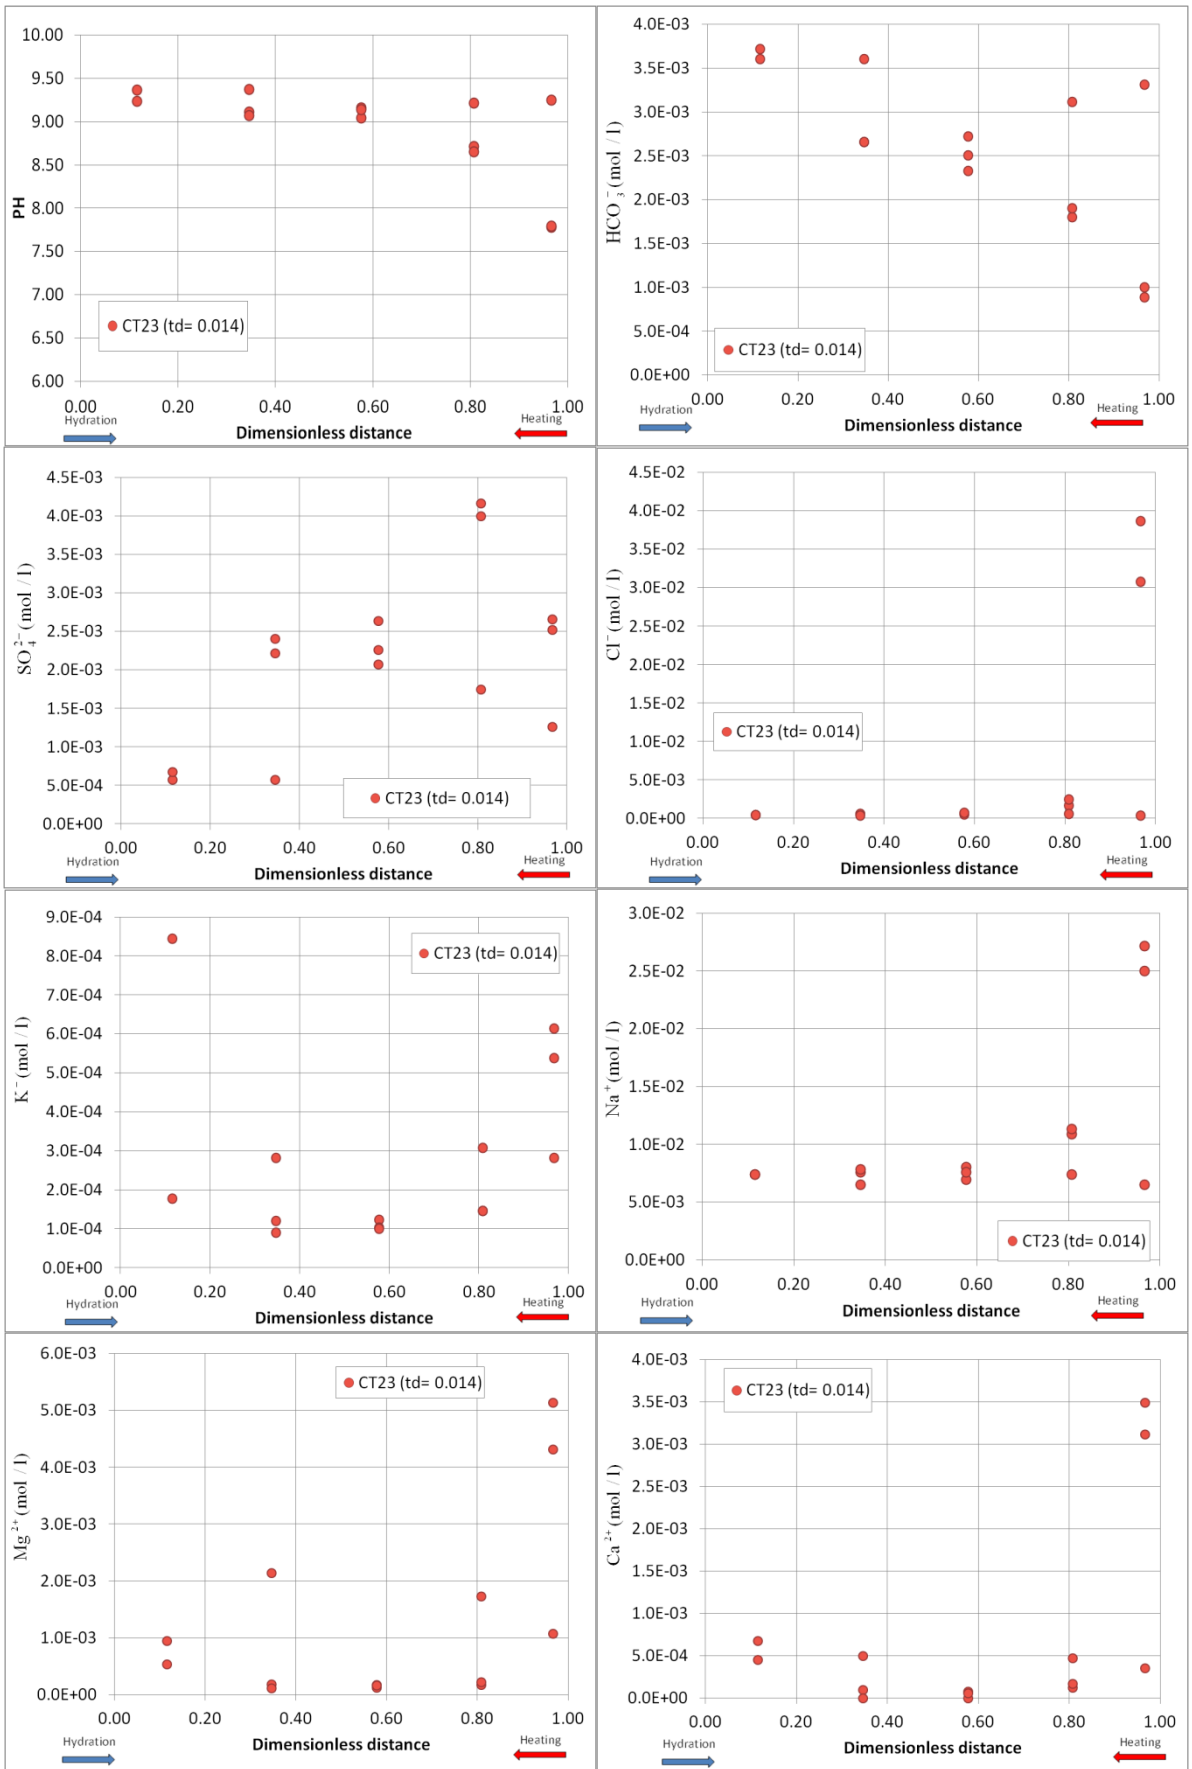 10.00
9.50
9.00
8.50
8.00
7.50
7.00
6.50
6.00
PH
CT23 (td= 0.014)
0.00 0.20 0.40 0.60 0.80 1.00
Hydration
Dimensionless distance
Heating
4.0E-03
3.5E-03
3.0E-03
2.5E-03
2.0E-03
1.5E-03
1.0E-03
5.0E-04
0.0E+00
HCO₃⁻ (mol / l)
CT23 (td= 0.014)
0.00 0.20 0.40 0.60 0.80 1.00
Hydration
Dimensionless distance
Heating
4.5E-03
4.0E-03
3.5E-03
3.0E-03
2.5E-03
2.0E-03
1.5E-03
1.0E-03
5.0E-04
0.0E+00
SO₄²⁻ (mol / l)
CT23 (td= 0.014)
0.00 0.20 0.40 0.60 0.80 1.00
Hydration
Dimensionless distance
Heating
4.5E-02
4.0E-02
3.5E-02
3.0E-02
2.5E-02
2.0E-02
1.5E-02
1.0E-02
5.0E-03
0.0E+00
Cl⁻ (mol / l)
CT23 (td= 0.014)
0.00 0.20 0.40 0.60 0.80 1.00
Hydration
Dimensionless distance
Heating
9.0E-04
8.0E-04
7.0E-04
6.0E-04
5.0E-04
4.0E-04
3.0E-04
2.0E-04
1.0E-04
0.0E+00
K⁻ (mol / l)
CT23 (td= 0.014)
0.00 0.20 0.40 0.60 0.80 1.00
Hydration
Dimensionless distance
Heating
3.0E-02
2.5E-02
2.0E-02
1.5E-02
1.0E-02
5.0E-03
0.0E+00
Na⁺ (mol / l)
CT23 (td= 0.014)
0.00 0.20 0.40 0.60 0.80 1.00
Hydration
Dimensionless distance
Heating
6.0E-03
5.0E-03
4.0E-03
3.0E-03
2.0E-03
1.0E-03
0.0E+00
Mg²⁺ (mol / l)
CT23 (td= 0.014)
0.00 0.20 0.40 0.60 0.80 1.00
Hydration
Dimensionless distance
Heating
4.0E-03
3.5E-03
3.0E-03
2.5E-03
2.0E-03
1.5E-03
1.0E-03
5.0E-04
0.0E+00
Ca²⁺ (mol / l)
CT23 (td= 0.014)
0.00 0.20 0.40 0.60 0.80 1.00
Hydration
Dimensionless distance
Heating